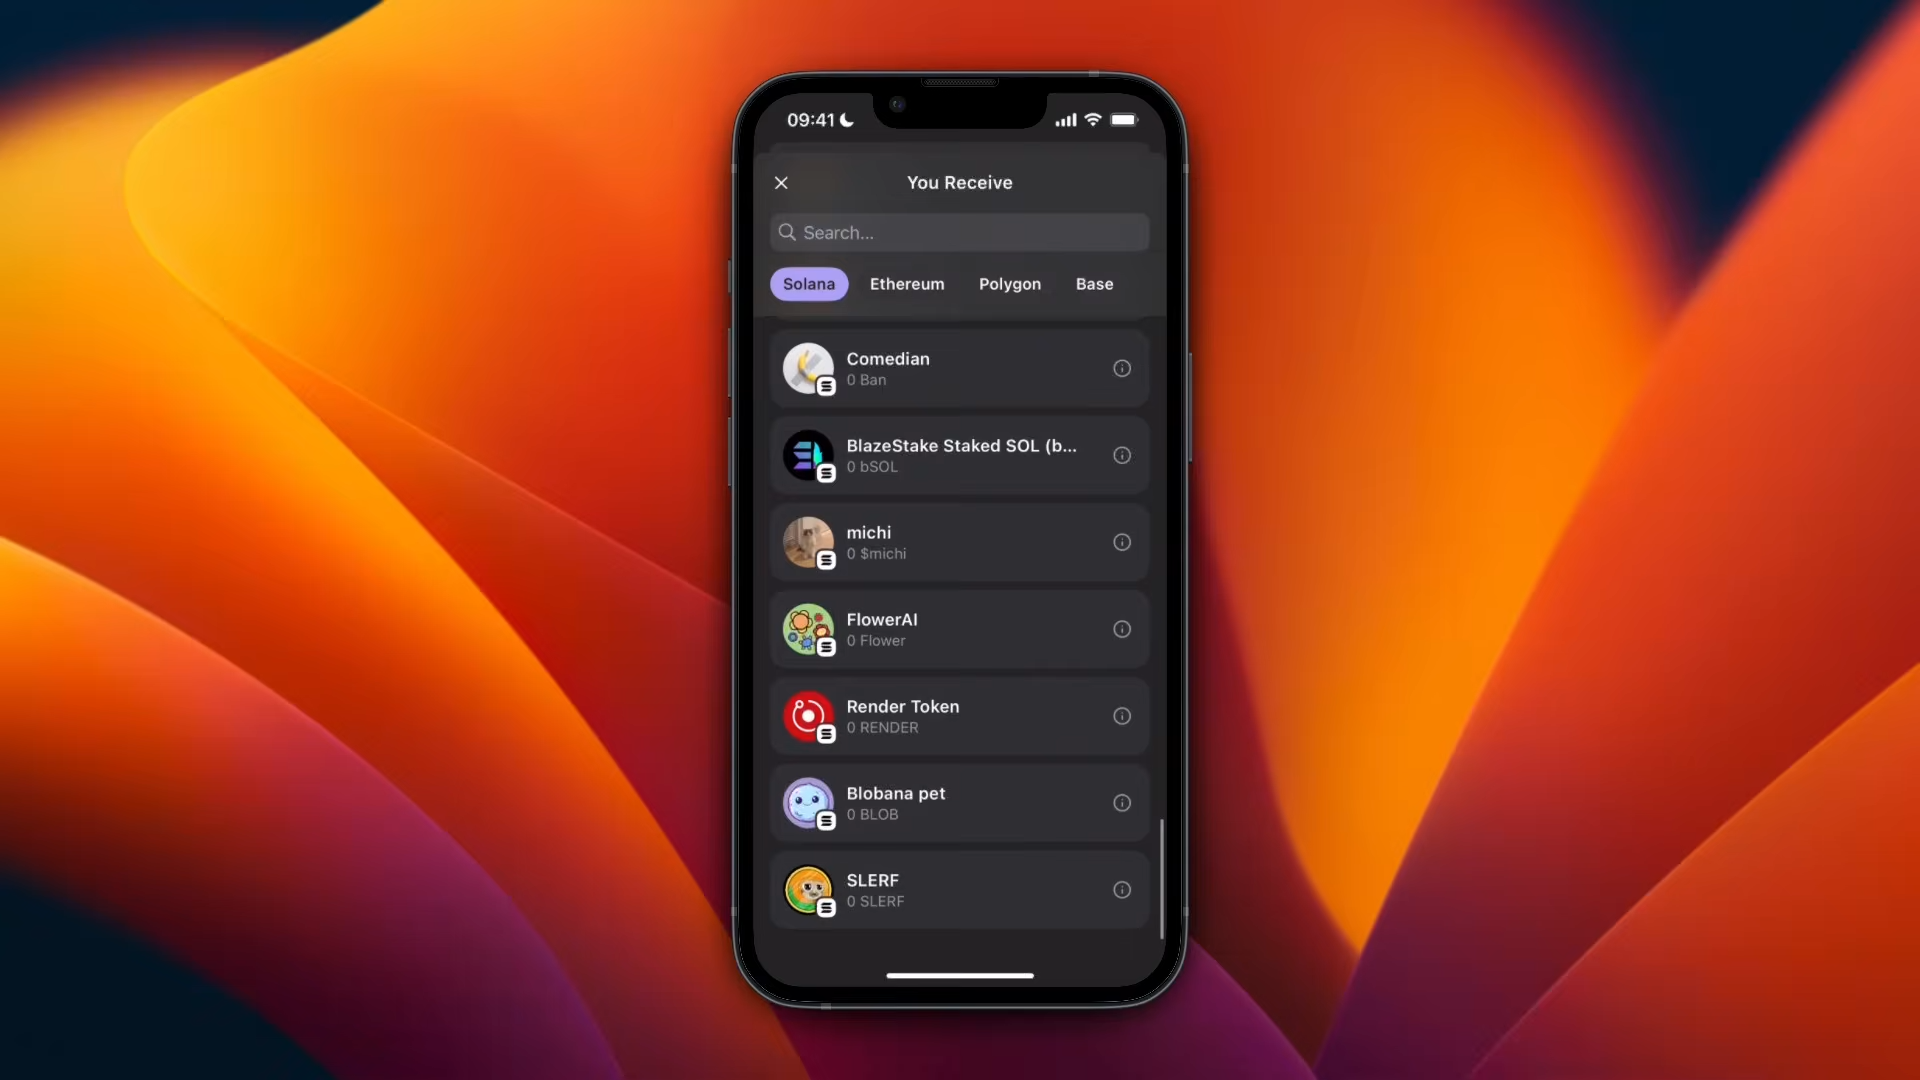 09:41
You Receive
Search...
Solana Ethereum Polygon Base
Comedian
0 Ban
BlazeStake Staked SOL (b...
0 bSOL
michi
0 $michi
FlowerAI
0 Flower
Render Token
0 RENDER
Blobana pet
0 BLOB
SLERF
0 SLERF